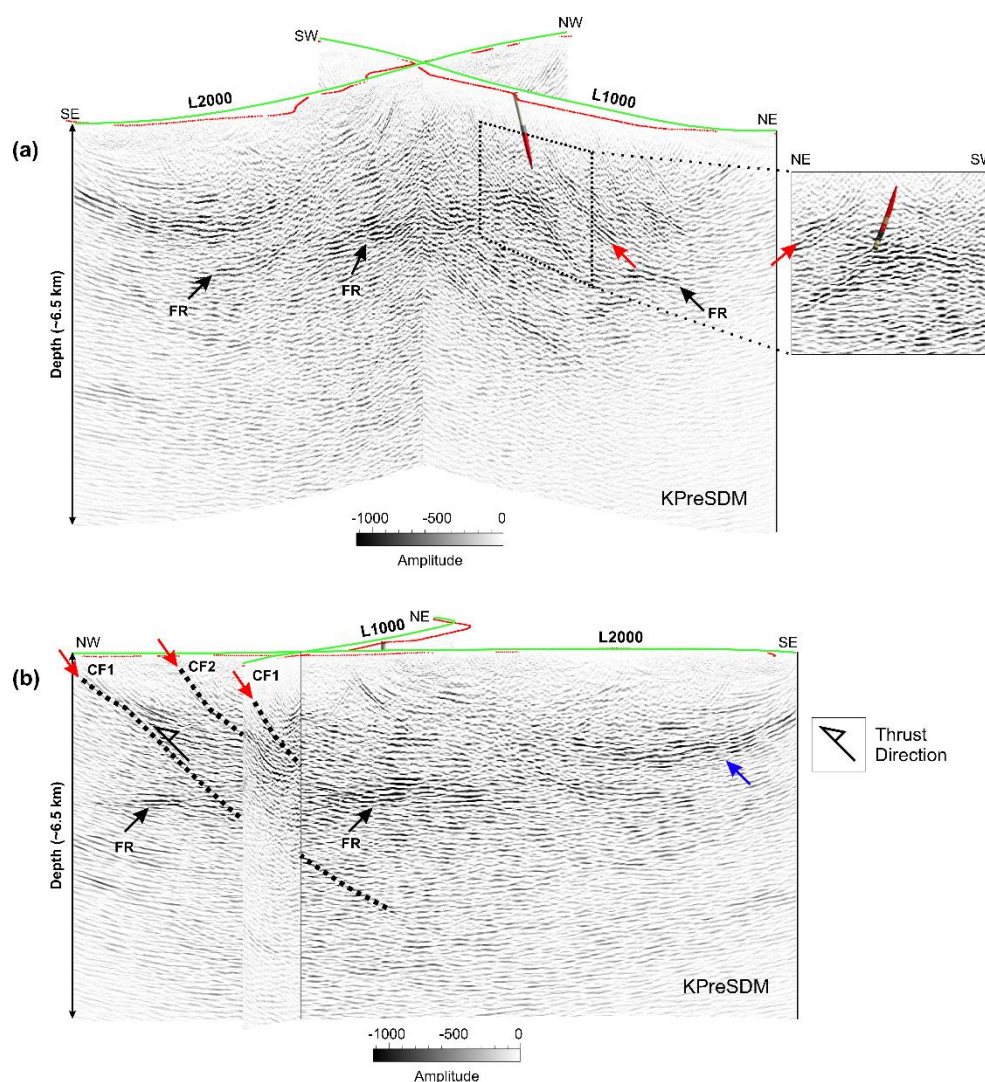 SW
NW
L2000
L1000
SE
NE
(a)
NE
SW
FR
FR
FR
Depth (~6.5 km)
KPreSDM
-1000 -500 0
Amplitude
L1000
NE
L2000
NW
SE
(b)
CF1
CF2
CF1
Thrust
Direction
FR
FR
Depth (~6.5 km)
KPreSDM
-1000 -500 0
Amplitude